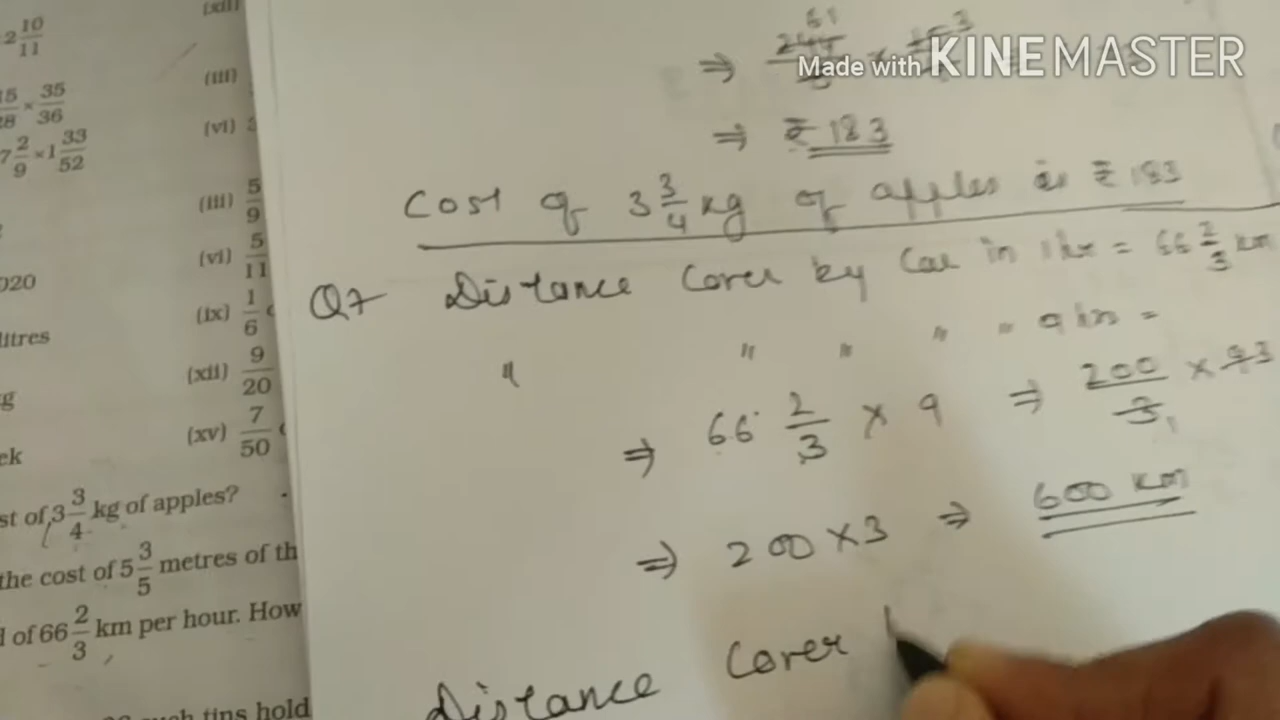 2 10/11
(xii)
15/28 × 35/36
(iii)
7 2/9 × 1 33/52
(vi)
(iii) 5/9
(vi) 5/11
020
(ix) 1/6
litres
(xii) 9/20
g
(xv) 7/50
ek
st of 3 3/4 kg of apples?
the cost of 5 3/5 metres of th
d of 66 2/3 km per hour. How
such tins hold
Made with KINEMASTER
⇒ ₹ 183
Cost of 3 3/4 kg of apples is ₹ 183
Q7 Distance Cover by Car in 1 hr = 66 2/3 km
" " " " " 9 hrs =
⇒ 66 2/3 × 9 ⇒ 200/3 × 9 3
⇒ 200 × 3 ⇒ 600 km
Distance Cover